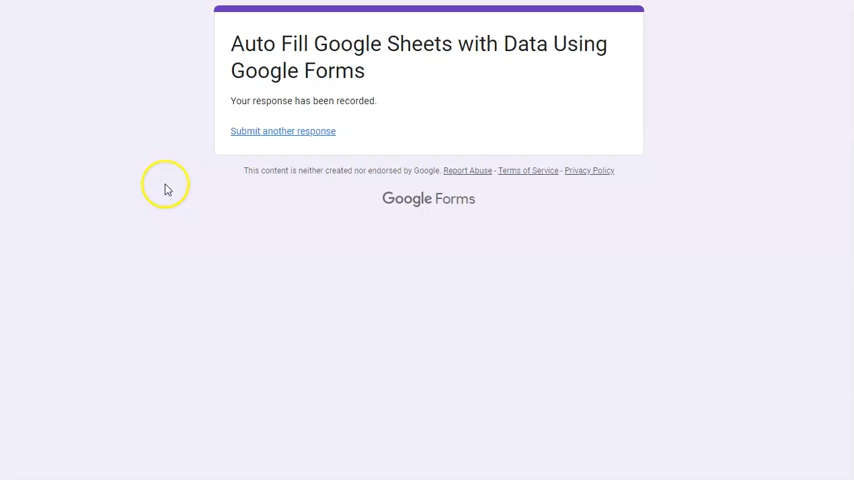 Auto Fill Google Sheets with Data Using
Google Forms
Your response has been recorded.
Submit another response
This content is neither created nor endorsed by Google. Report Abuse - Terms of Service - Privacy Policy
Google Forms